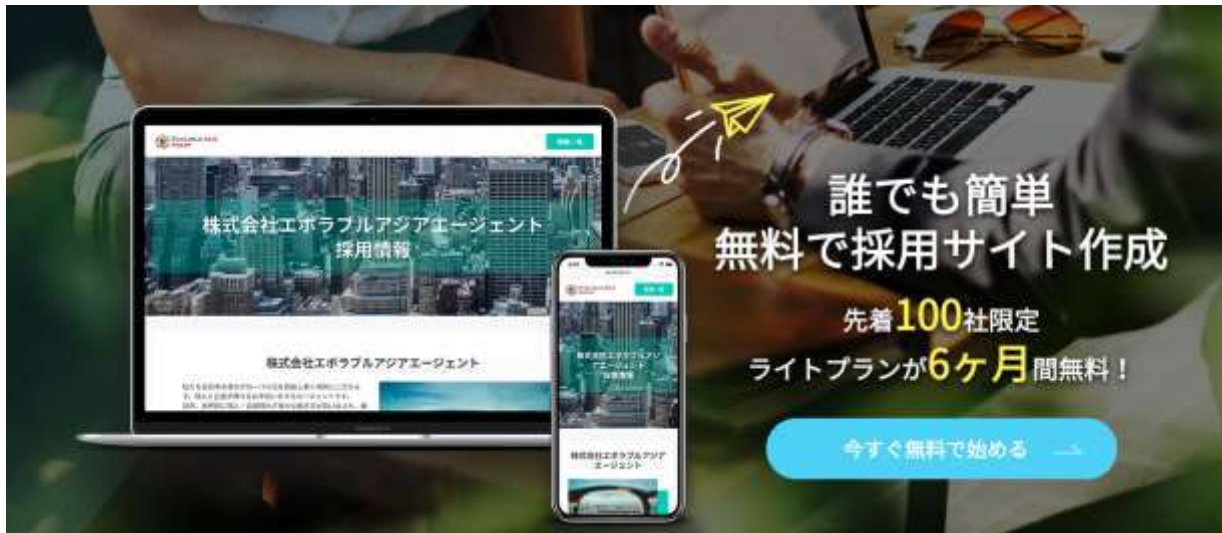 株式会社エボラブルアジアエージェント
採用情報
株式会社エボラブルアジアエージェント
株式会社エボラブルアジ
アエージェント
採用情報
株式会社エボラブルアジア
エージェント
誰でも簡単
無料で採用サイト作成
先着100社限定
ライトプランが6ケ月間無料！
今すぐ無料で始める